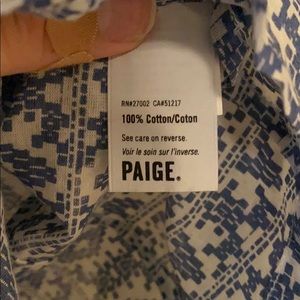 RN#27002 CA#51217
100% Cotton/Coton
See care on reverse.
Voir le soin sur l'inverse.
PAIGE.